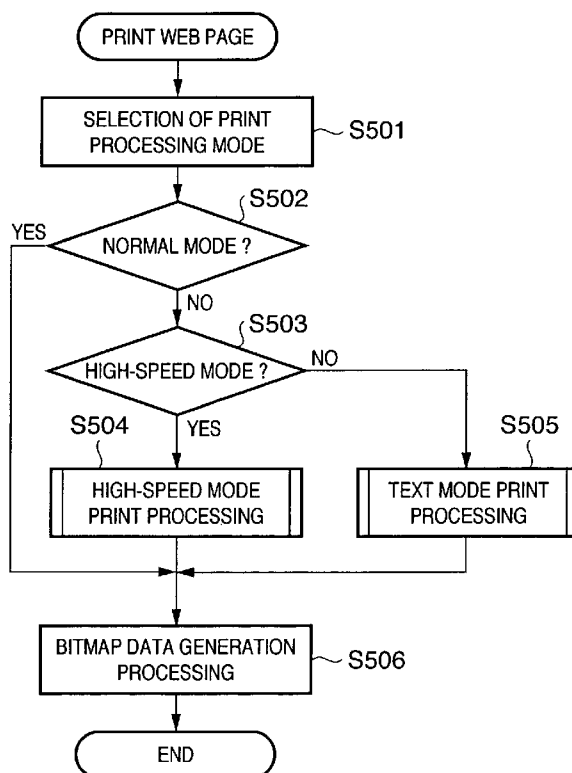 PRINT WEB PAGE
SELECTION OF PRINT
PROCESSING MODE
S501
S502
YES
NORMAL MODE ?
NO
S503
HIGH-SPEED MODE ?
NO
S504
YES
S505
HIGH-SPEED MODE
PRINT PROCESSING
TEXT MODE PRINT
PROCESSING
BITMAP DATA GENERATION
PROCESSING
S506
END